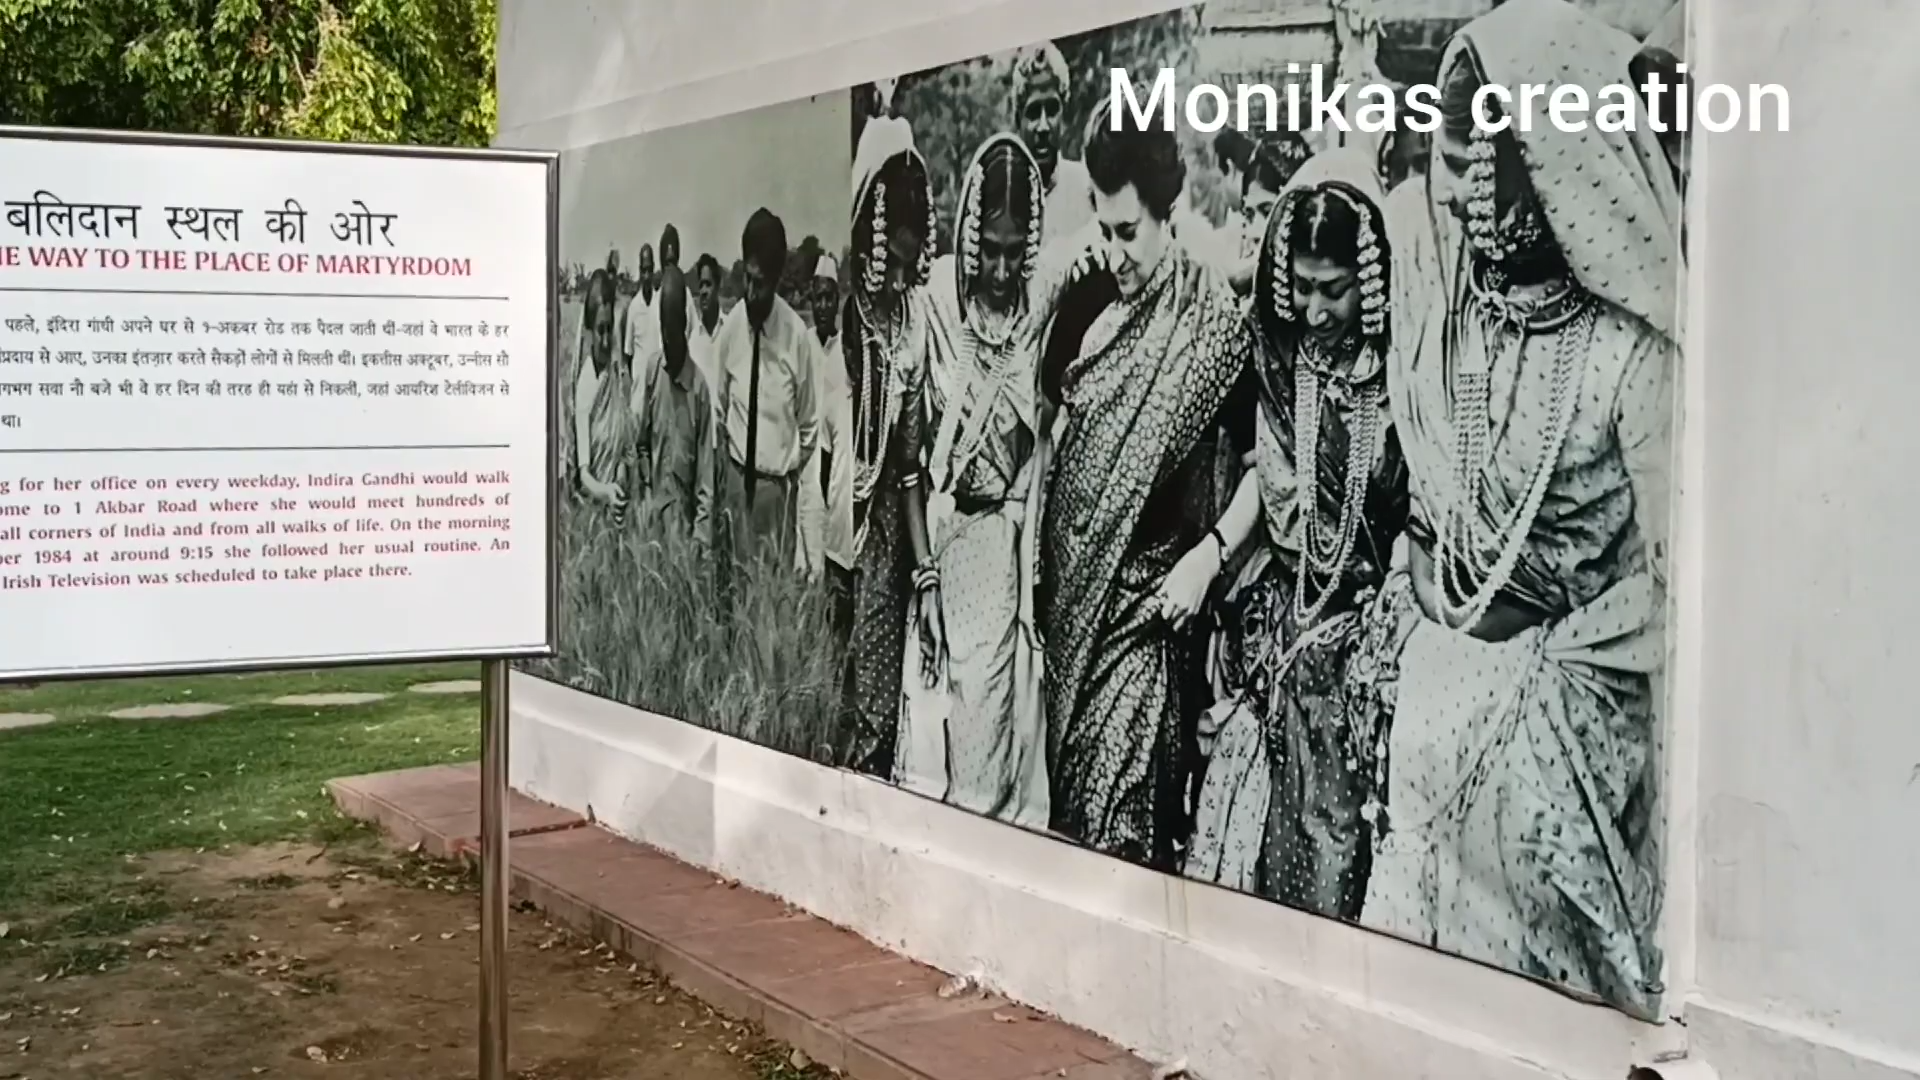 Monikas creation
बलिदान स्थल की ओर
WAY TO THE PLACE OF MARTYRDOM
पहले, इंदिरा गांधी अपने घर से १-अकबर रोड तक पैदल जाती थीं-जहां वे भारत के हर
से आए, उनका इंतज़ार करते सैकड़ों लोगों से मिलती थीं। इकत्तीस अक्टूबर, उन्नीस सौ
सवा नौ बजे भी वे हर दिन की तरह ही यहां से निकलीं, जहां आयरिश टेलीविजन से
था।
for her office on every weekday, Indira Gandhi would walk
to 1 Akbar Road where she would meet hundreds of
all corners of India and from all walks of life. On the morning
1984 at around 9:15 she followed her usual routine. An
Irish Television was scheduled to take place there.